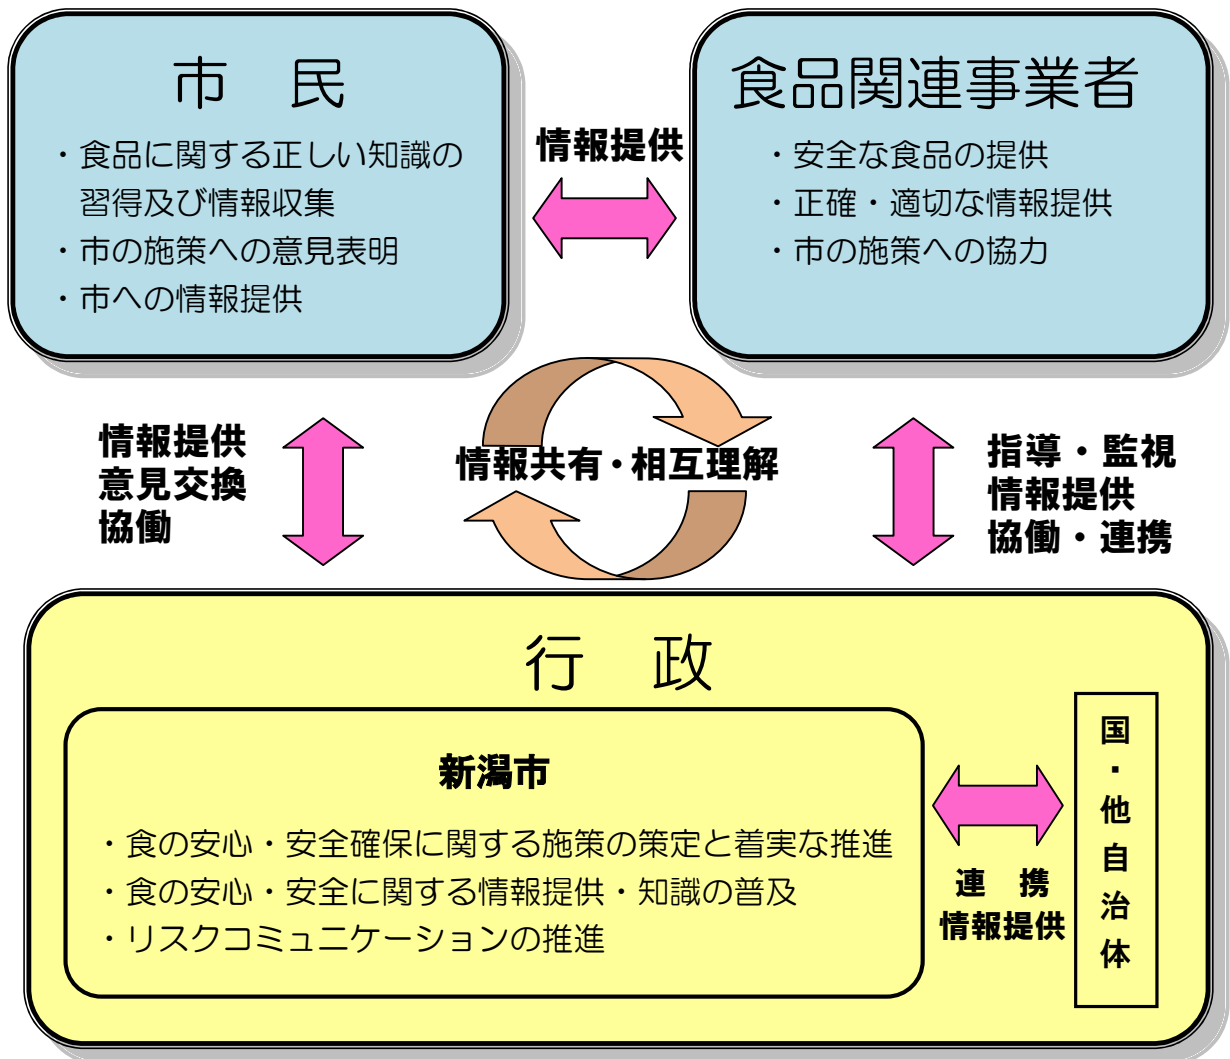 市　民
・食品に関する正しい知識の
習得及び情報収集
・市の施策への意見表明
・市への情報提供
情報提供
食品関連事業者
・安全な食品の提供
・正確・適切な情報提供
・市の施策への協力
情報提供
意見交換
協働
情報共有・相互理解
指導・監視
情報提供
協働・連携
行　政
新潟市
・食の安心・安全確保に関する施策の策定と着実な推進
・食の安心・安全に関する情報提供・知識の普及
・リスクコミュニケーションの推進
連　携
情報提供
国・他自治体